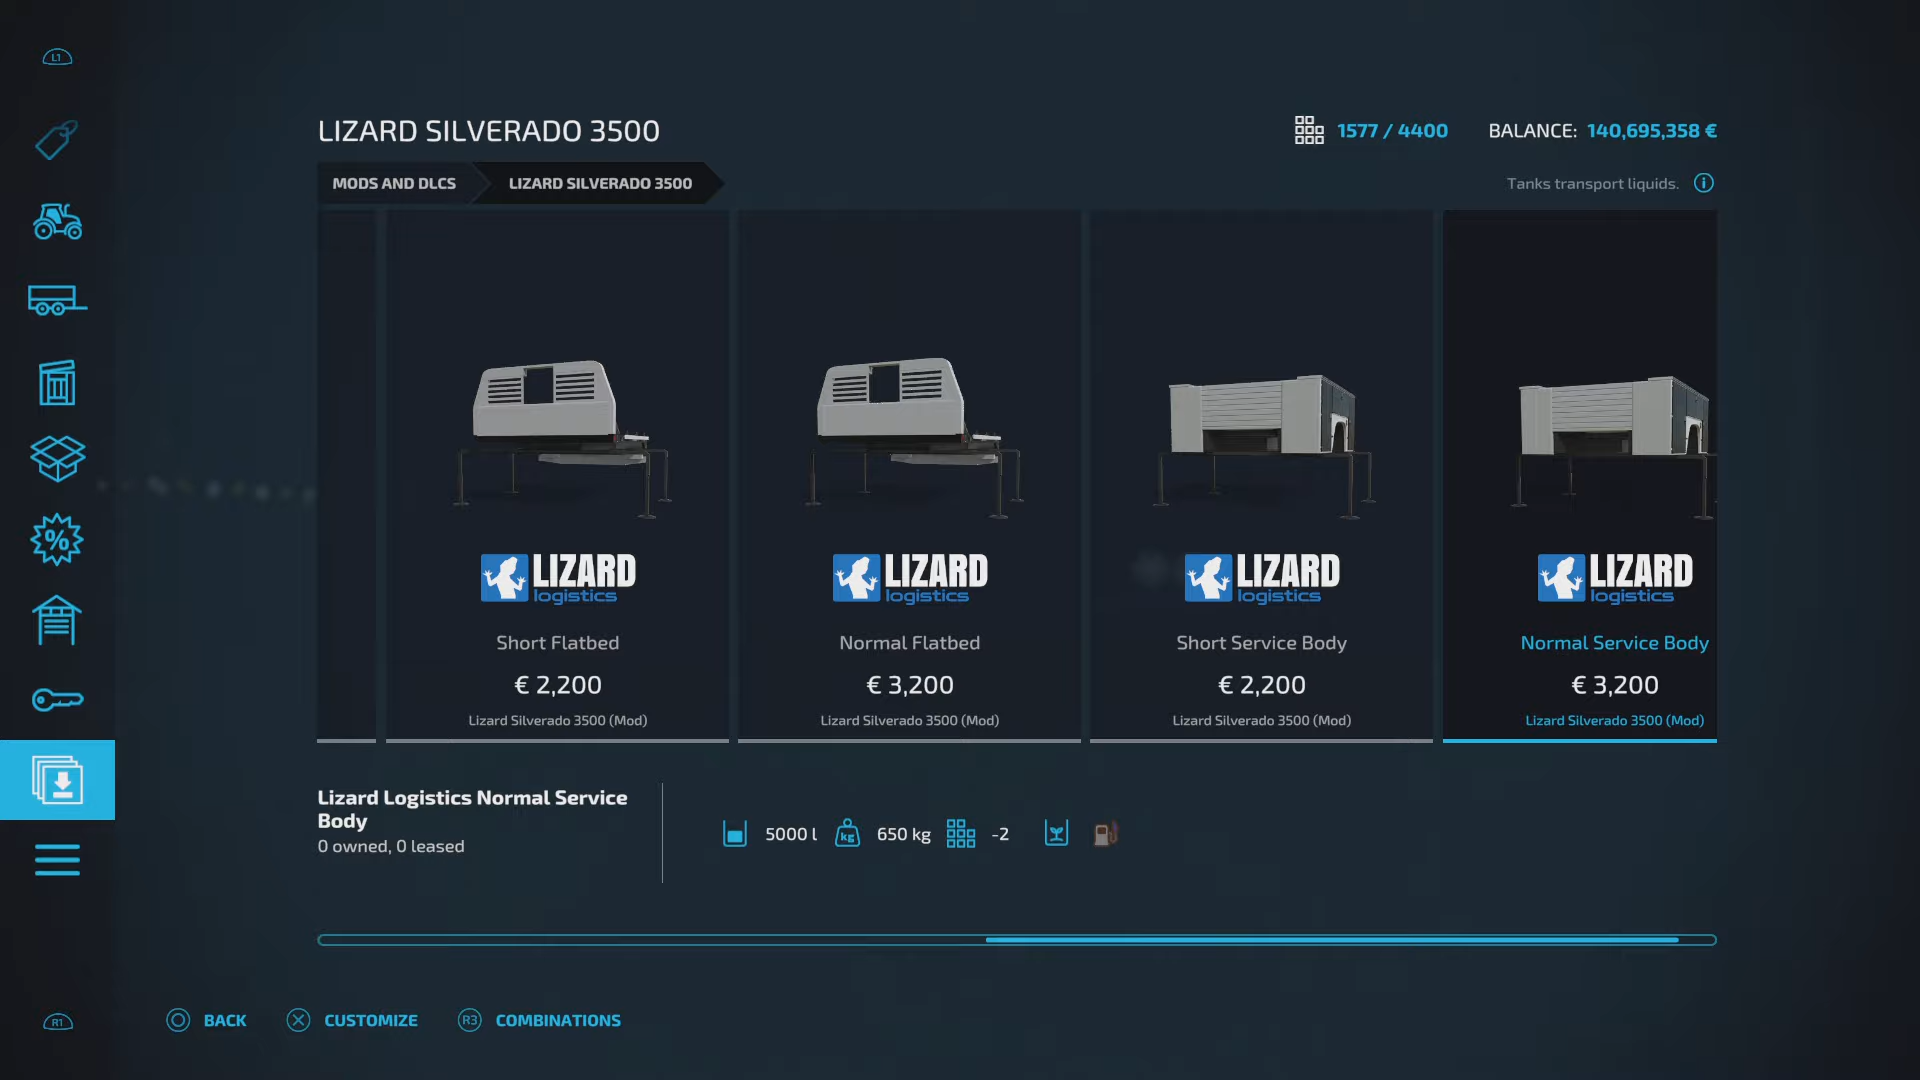 L1
LIZARD SILVERADO 3500
1577 / 4400
BALANCE: 140,695,358 €
MODS AND DLCS
LIZARD SILVERADO 3500
Tanks transport liquids.
LIZARD
logistics
Short Flatbed
€ 2,200
Lizard Silverado 3500 (Mod)
LIZARD
logistics
Normal Flatbed
€ 3,200
Lizard Silverado 3500 (Mod)
LIZARD
logistics
Short Service Body
€ 2,200
Lizard Silverado 3500 (Mod)
LIZARD
logistics
Normal Service Body
€ 3,200
Lizard Silverado 3500 (Mod)
Lizard Logistics Normal Service
Body
0 owned, 0 leased
5000 l
kg
650 kg
-2
R1
BACK
CUSTOMIZE
R3
COMBINATIONS